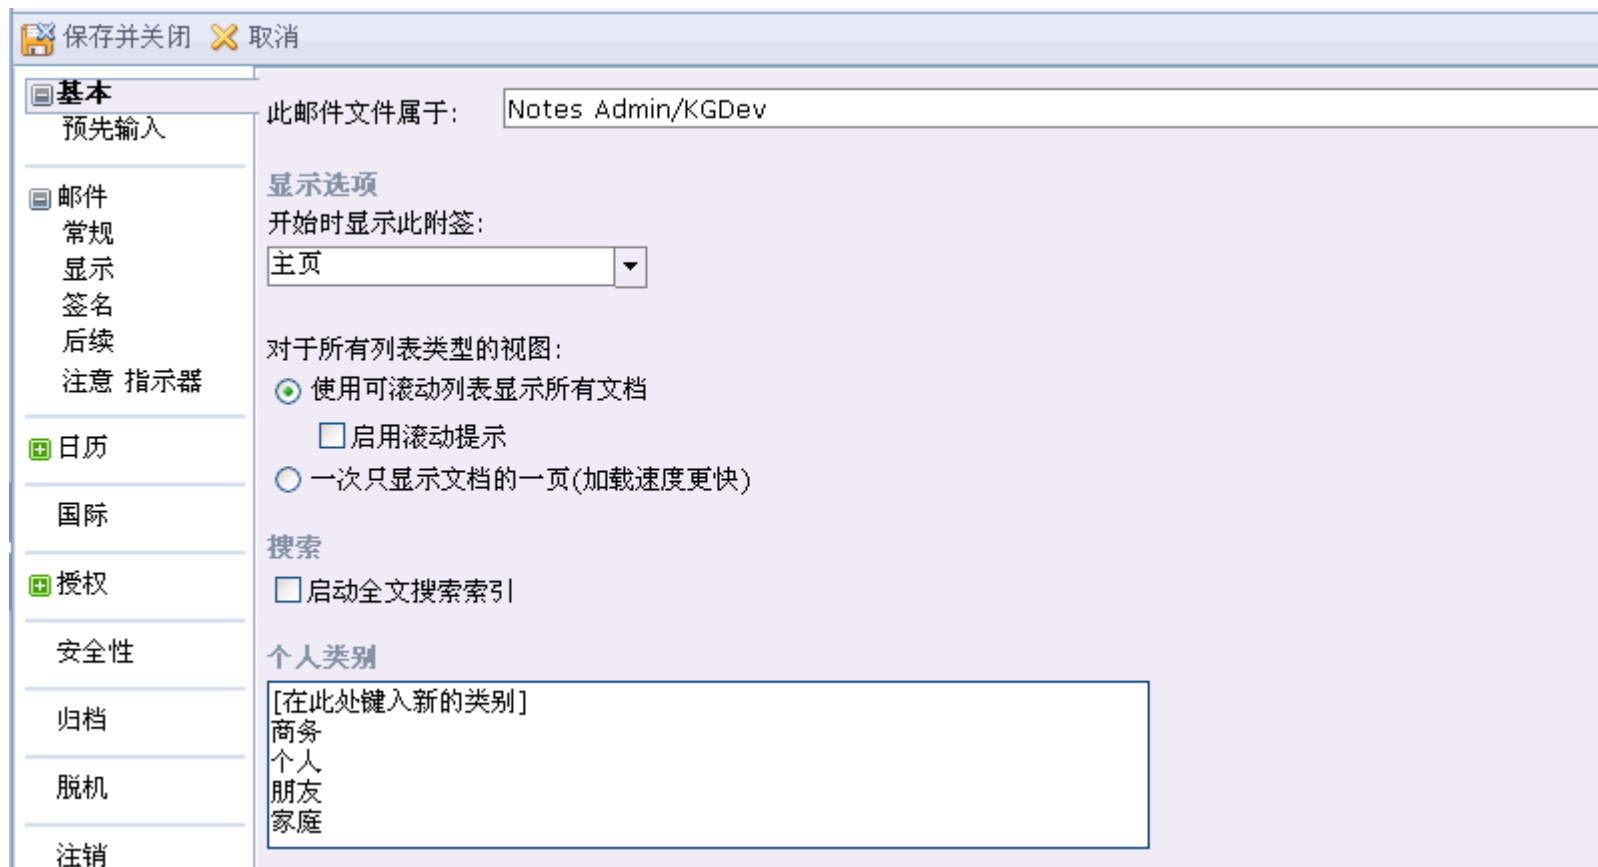 保存并关闭 取消
基本
预先输入
邮件
常规
显示
签名
后续
注意 指示器
日历
国际
授权
安全性
归档
脱机
注销
此邮件文件属于: Notes Admin/KGDev
显示选项
开始时显示此附签:
主页
对于所有列表类型的视图:
使用可滚动列表显示所有文档
启用滚动提示
一次只显示文档的一页(加载速度更快)
搜索
启动全文搜索索引
个人类别
[在此处键入新的类别]
商务
个人
朋友
家庭